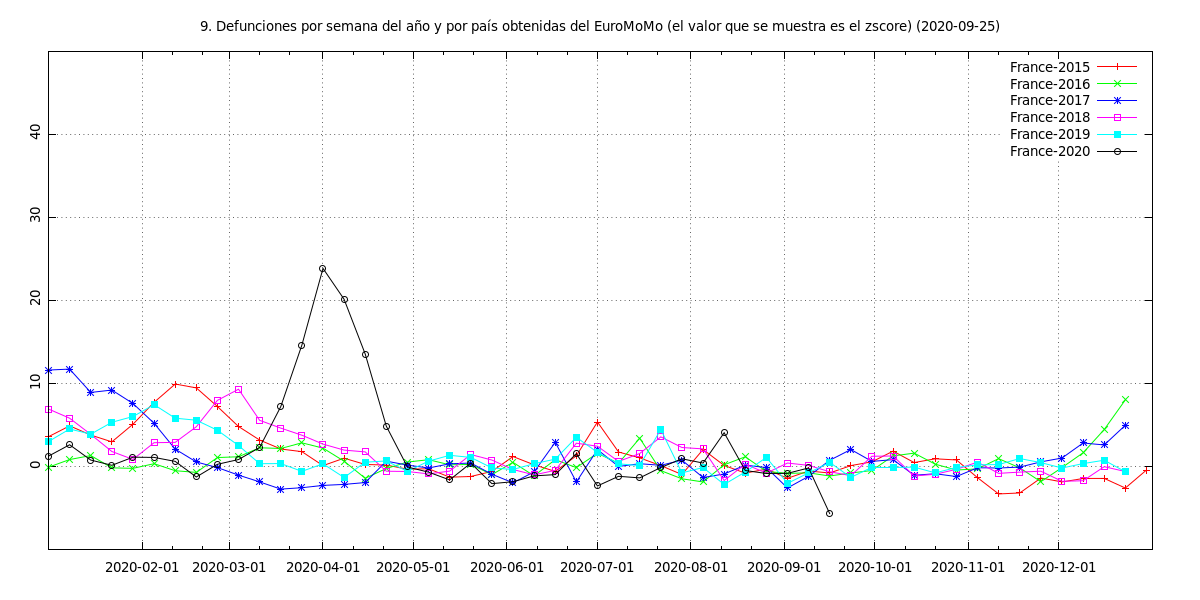 9. Defunciones por semana del año y por país obtenidas del EuroMoMo (el valor que se muestra es el zscore) (2020-09-25)
France-2015
France-2016
France-2017
France-2018
France-2019
France-2020
40
30
20
10
0
2020-02-01 2020-03-01 2020-04-01 2020-05-01 2020-06-01 2020-07-01 2020-08-01 2020-09-01 2020-10-01 2020-11-01 2020-12-01